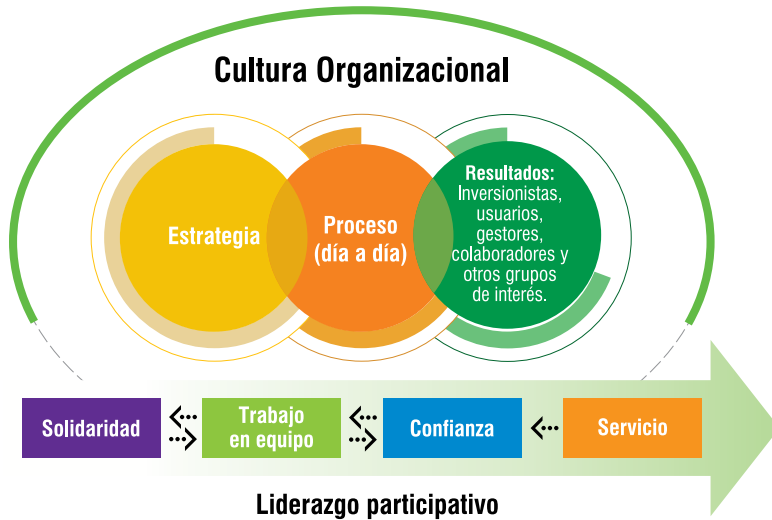 Cultura Organizacional
Estrategia
Proceso
(día a día)
Resultados:
Inversionistas,
usuarios,
gestores,
colaboradores y
otros grupos
de interés.
Solidaridad
Trabajo
en equipo
Confianza
Servicio
Liderazgo participativo